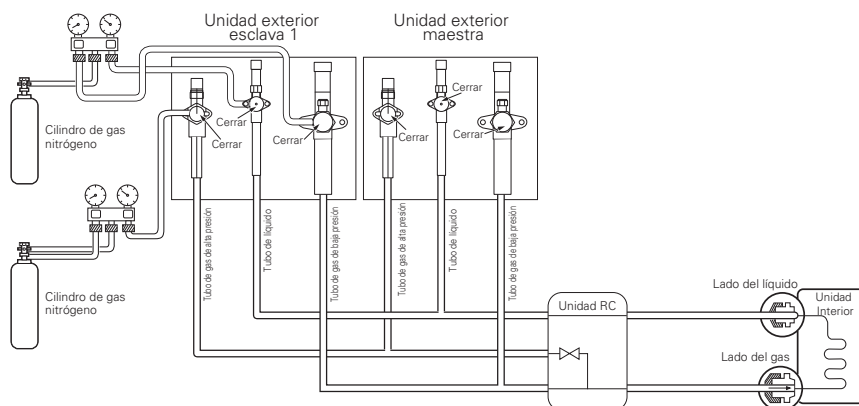 Unidad exterior
esclava 1
Unidad exterior
maestra
Cilindro de gas
nitrógeno
Cerrar
Cerrar
Cerrar
Cerrar
Cerrar
Cerrar
Cilindro de gas
nitrógeno
Tubo de gas de alta presión
Tubo de líquido
Tubo de gas de baja presión
Tubo de gas de alta presión
Tubo de líquido
Tubo de gas de baja presión
Unidad RC
Lado del líquido
Unidad
Interior
Lado del gas